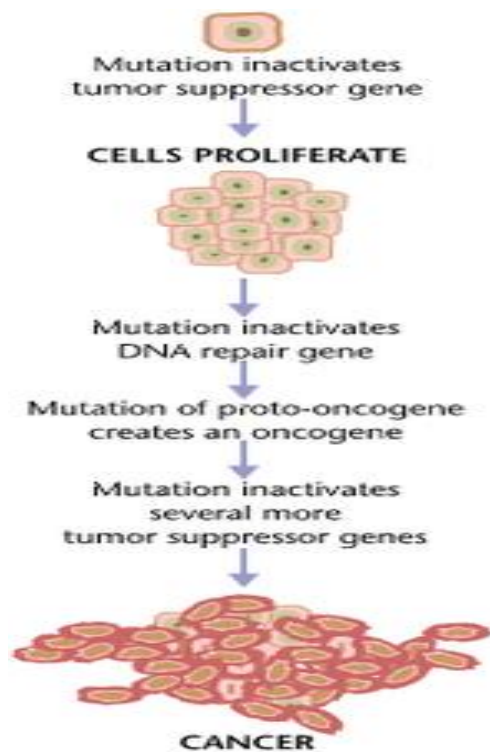 Mutation inactivates
tumor suppressor gene
CELLS PROLIFERATE
Mutation inactivates
DNA repair gene
Mutation of proto-oncogene
creates an oncogene
Mutation inactivates
several more
tumor suppressor genes
CANCER